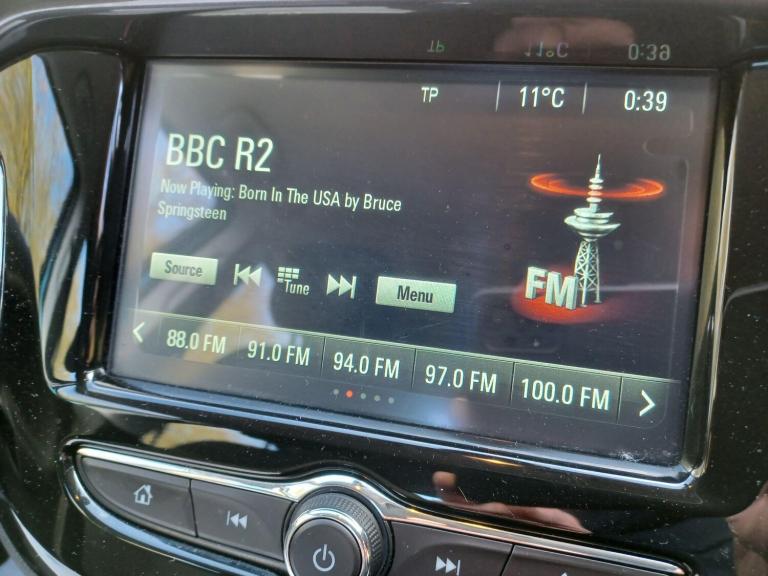 TP 11°C 0:39
BBC R2
Now Playing: Born In The USA by Bruce
Springsteen
Source Tune Menu
FM
88.0 FM 91.0 FM 94.0 FM 97.0 FM 100.0 FM